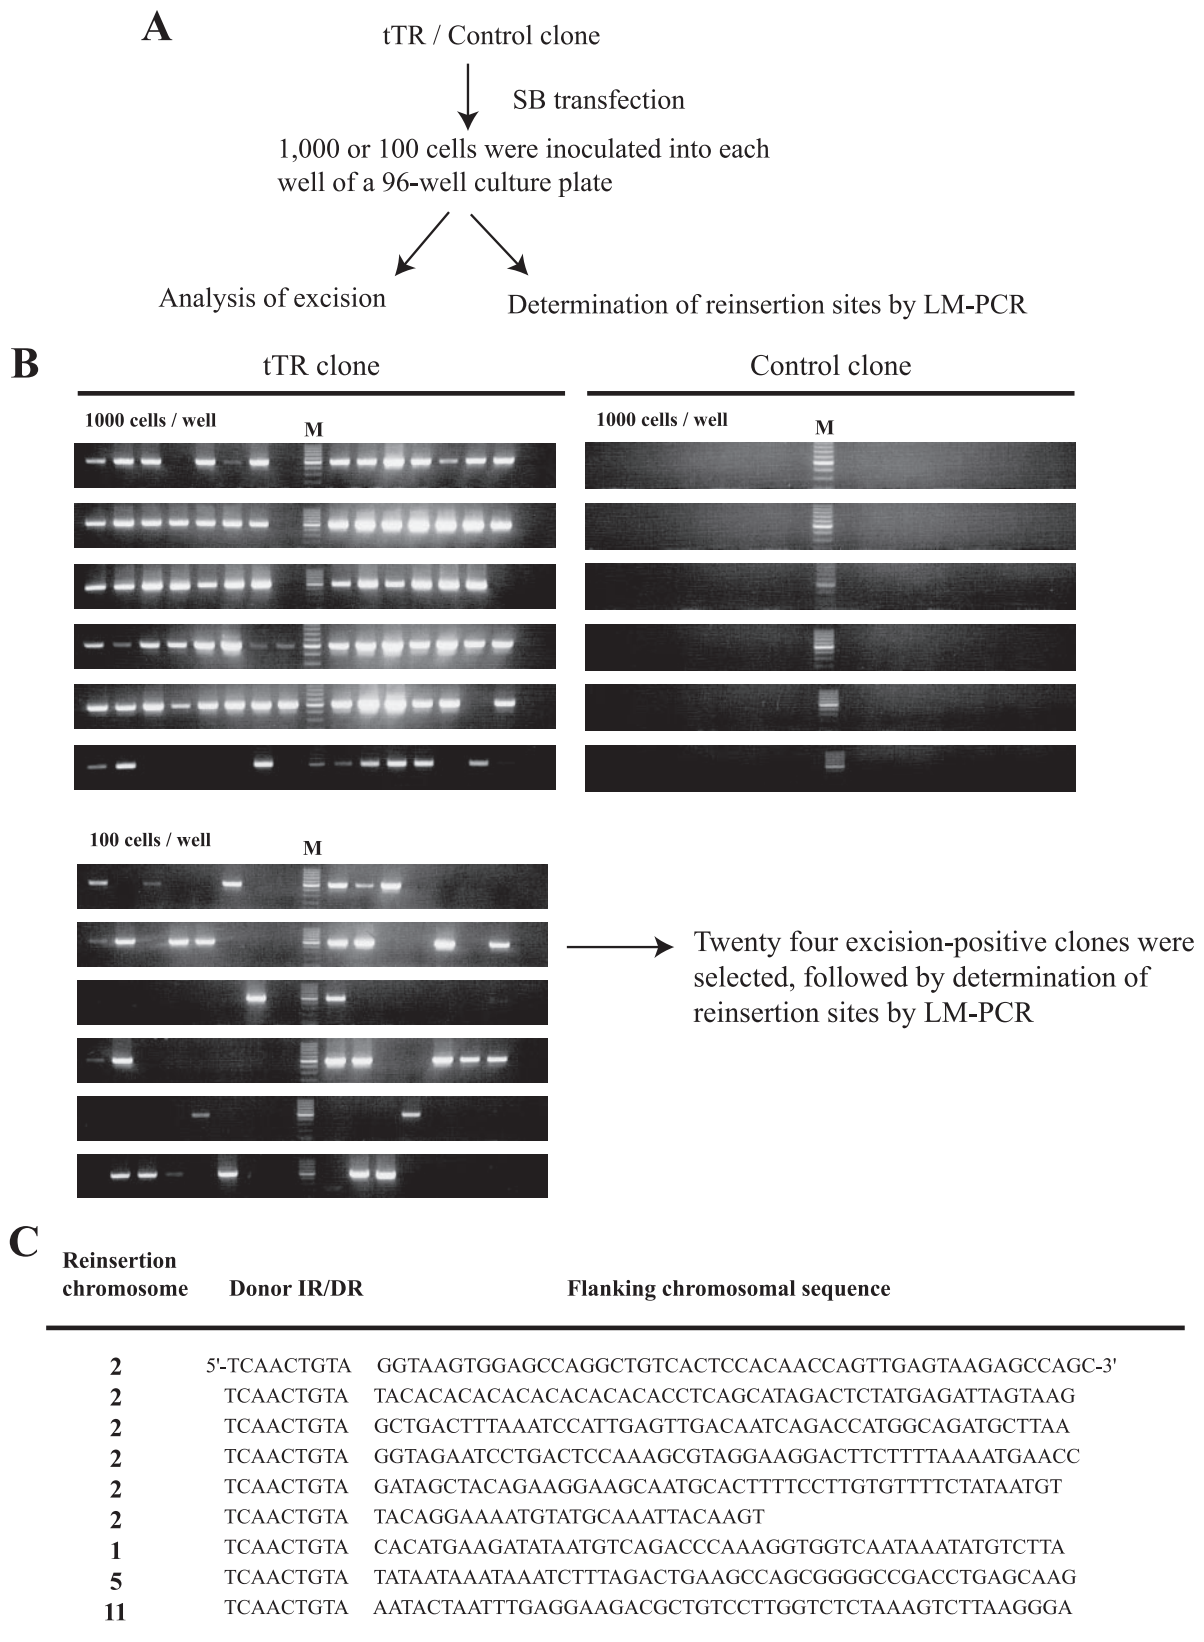 A
tTR / Control clone
SB transfection
1,000 or 100 cells were inoculated into each
well of a 96-well culture plate
Analysis of excision
Determination of reinsertion sites by LM-PCR
B
tTR clone
Control clone
1000 cells / well
M
1000 cells / well
M
100 cells / well
M
Twenty four excision-positive clones were
selected, followed by determination of
reinsertion sites by LM-PCR
C
Reinsertion
chromosome Donor IR/DR Flanking chromosomal sequence
2 5'-TCAACTGTA GGTAAGTGGAGCCAGGCTGTCACTCCACAACCAGTTGAGTAAGAGCCAGC-3'
2 TCAACTGTA TACACACACACACACACACACCTCAGCATAGACTCTATGAGATTAGTAAG
2 TCAACTGTA GCTGACTTTAAATCCATTGAGTTGACAATCAGACCATGGCAGATGCTTAA
2 TCAACTGTA GGTAGAATCCTGACTCCAAAGCGTAGGAAGGACTTCTTTTAAAATGAACC
2 TCAACTGTA GATAGCTACAGAAGGAAGCAATGCACTTTTCCTTGTGTTTTCTATAATGT
2 TCAACTGTA TACAGGAAAATGTATGCAAATTACAAGT
1 TCAACTGTA CACATGAAGATATAATGTCAGACCCAAAGGTGGTCAATAAATATGTCTTA
5 TCAACTGTA TATAATAAATAAATCTTTAGACTGAAGCCAGCGGGGCCGACCTGAGCAAG
11 TCAACTGTA AATACTAATTTGAGGAAGACGCTGTCCTTGGTCTCTAAAGTCTTAAGGGA